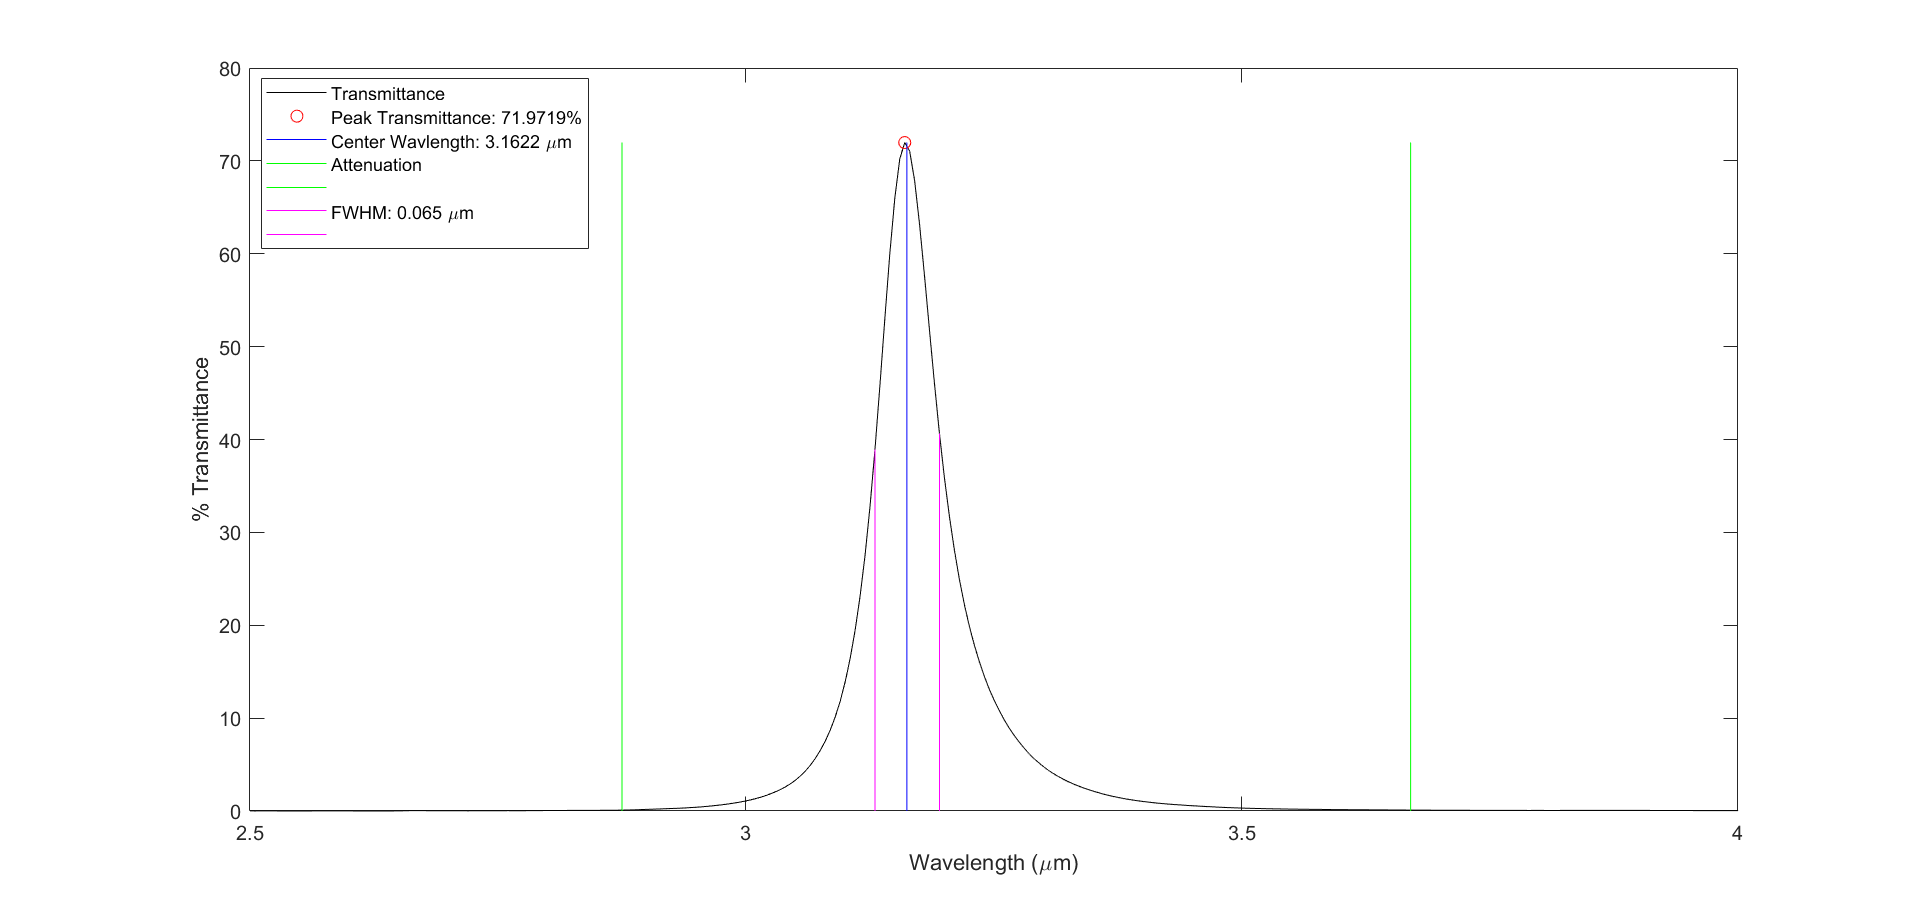 80
70
60
50
40
30
20
10
0
Transmittance
Peak Transmittance: 71.9719%
Center Wavlength: 3.1622 μm
Attenuation
FWHM: 0.065 μm
% Transmittance
2.5 3 3.5 4
Wavelength (μm)